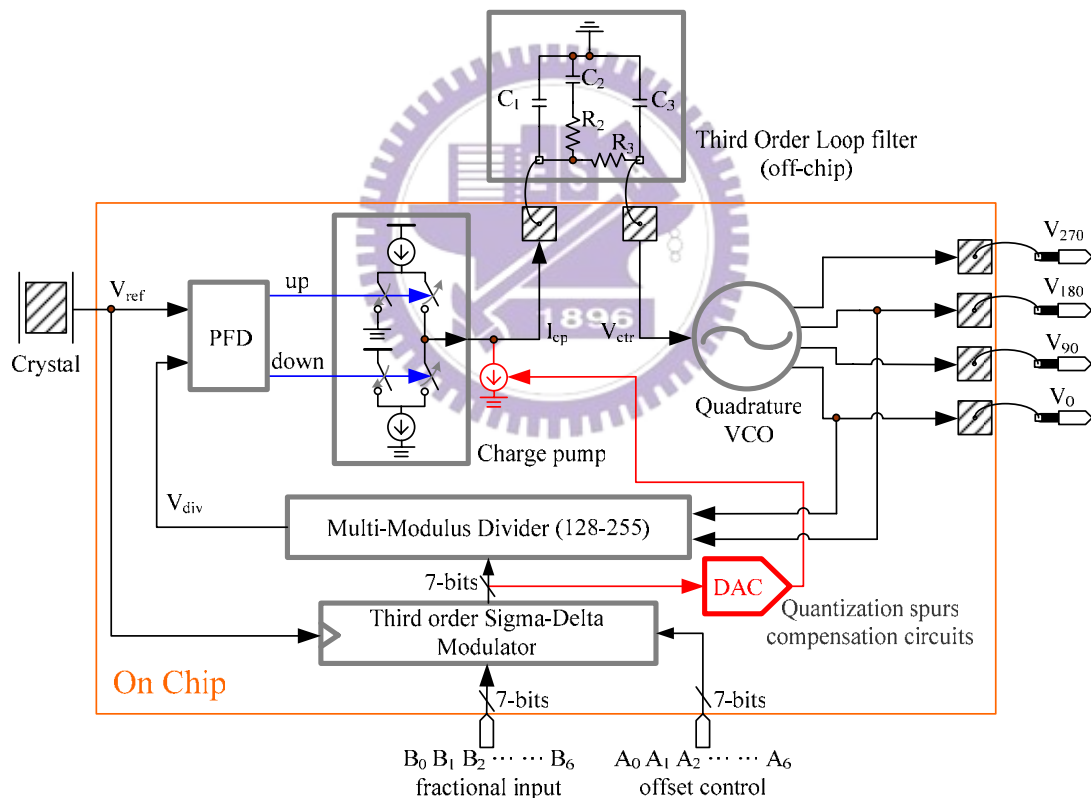 C1
C2
C3
R2
R3
Third Order Loop filter
(off-chip)
ES
1896
Crystal
Vref
PFD
up
down
Icp
Vctr
Charge pump
Quadrature
VCO
V270
V180
V90
V0
Vdiv
Multi-Modulus Divider (128-255)
7-bits
DAC
Quantization spurs
compensation circuits
Third order Sigma-Delta
Modulator
On Chip
7-bits
7-bits
B0 B1 B2 ··· ··· B6
fractional input
A0 A1 A2 ··· ··· A6
offset control